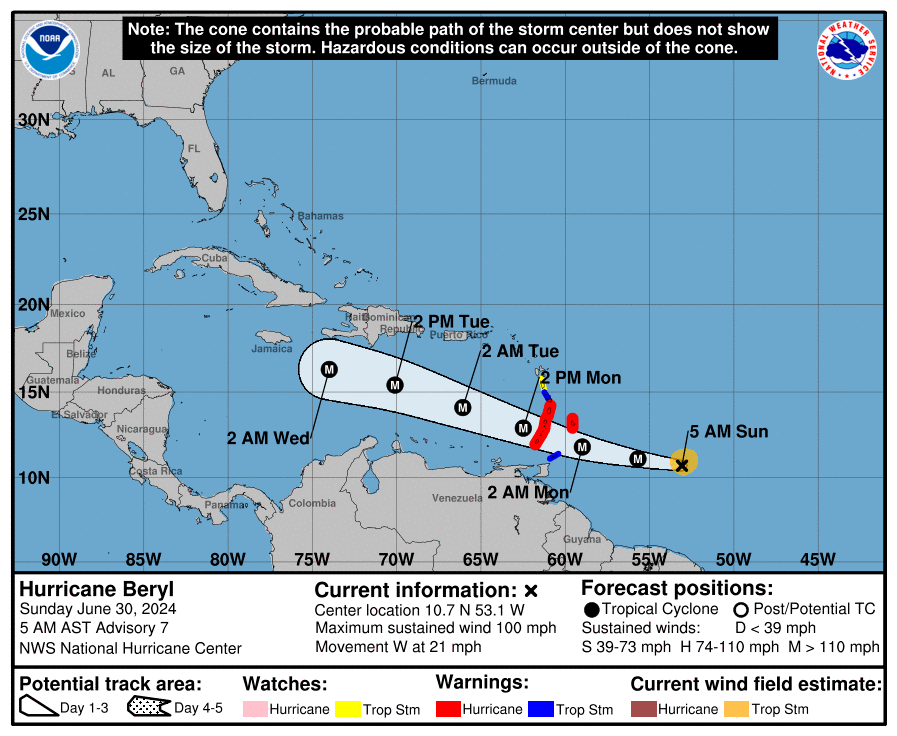 Note: The cone contains the probable path of the storm center but does not show
the size of the storm. Hazardous conditions can occur outside of the cone.
NOAA
NATIONAL WEATHER SERVICE
AL
GA
Bermuda
30N
FL
25N
Bahamas
Cuba
20N
Mexico
Haiti
Dominican
Republic
2 PM Tue
Puerto Rico
Jamaica
2 AM Tue
Belize
M
M
2 PM Mon
Guatemala
15N
Honduras
M
El Salvador
Nicaragua
M
2 AM Wed
5 AM Sun
M
M
Costa Rica
10N
2 AM Mon
Panama
Colombia
Venezuela
Guyana
90W
85W
80W
75W
70W
65W
60W
55W
50W
45W
Hurricane Beryl
Sunday June 30, 2024
5 AM AST Advisory 7
NWS National Hurricane Center
Current information:
Center location 10.7 N 53.1 W
Maximum sustained wind 100 mph
Movement W at 21 mph
Forecast positions:
Tropical Cyclone Post/Potential TC
Sustained winds: D < 39 mph
S 39-73 mph H 74-110 mph M > 110 mph
Potential track area:
Day 1-3 Day 4-5
Watches:
Hurricane Trop Stm
Warnings:
Hurricane Trop Stm
Current wind field estimate:
Hurricane Trop Stm